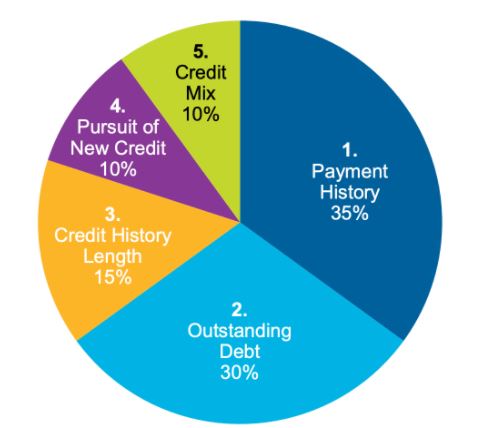 1.
Payment
History
35%
2.
Outstanding
Debt
30%
3.
Credit History
Length
15%
4.
Pursuit of
New Credit
10%
5.
Credit
Mix
10%